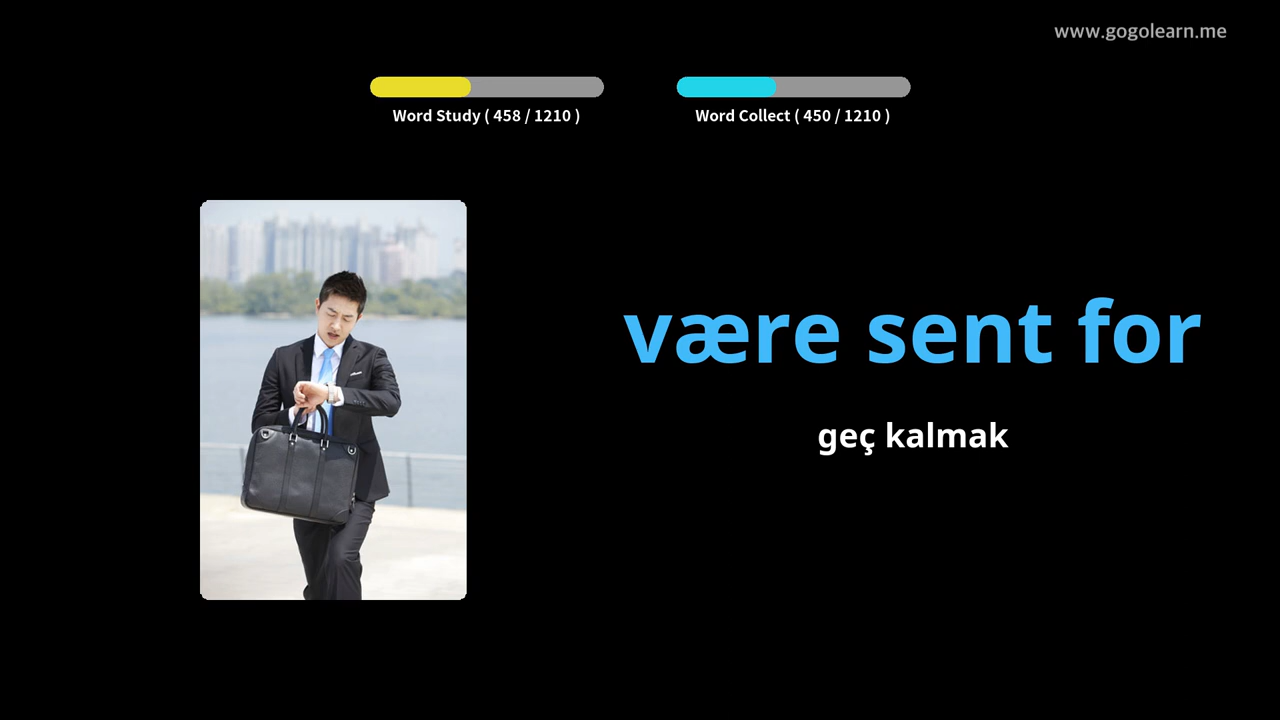 www.gogolearn.me
Word Study ( 458 / 1210 )
Word Collect ( 450 / 1210 )
være sent for
geç kalmak